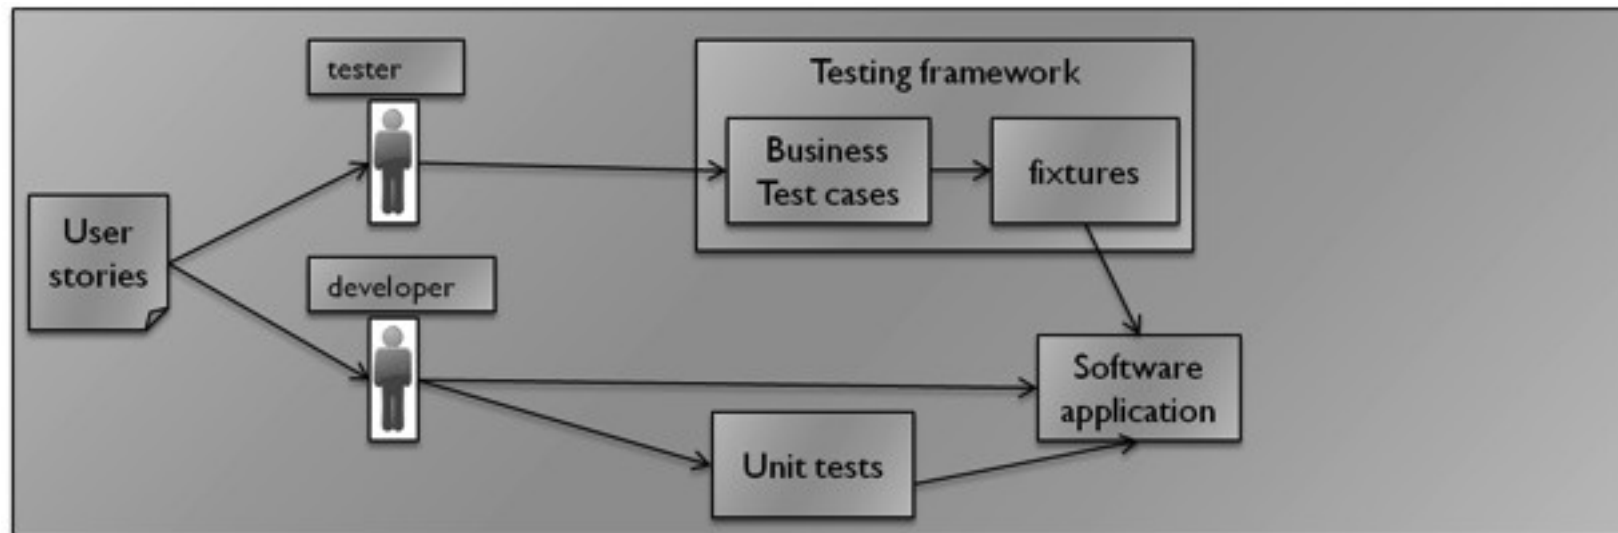 tester
Testing framework
Business
Test cases
fixtures
User
stories
developer
Software
application
Unit tests